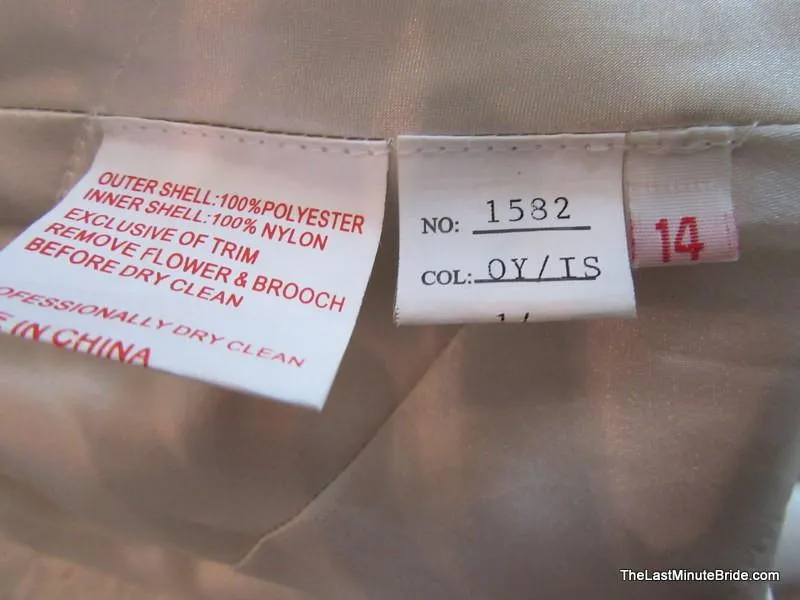 OUTER SHELL:100%POLYESTER
INNER SHELL:100% NYLON
EXCLUSIVE OF TRIM
REMOVE FLOWER & BROOCH
BEFORE DRY CLEAN
OFESSIONALLY DRY CLEAN
E IN CHINA
NO: 1582
COL: OY/IS
14
TheLastMinuteBride.com